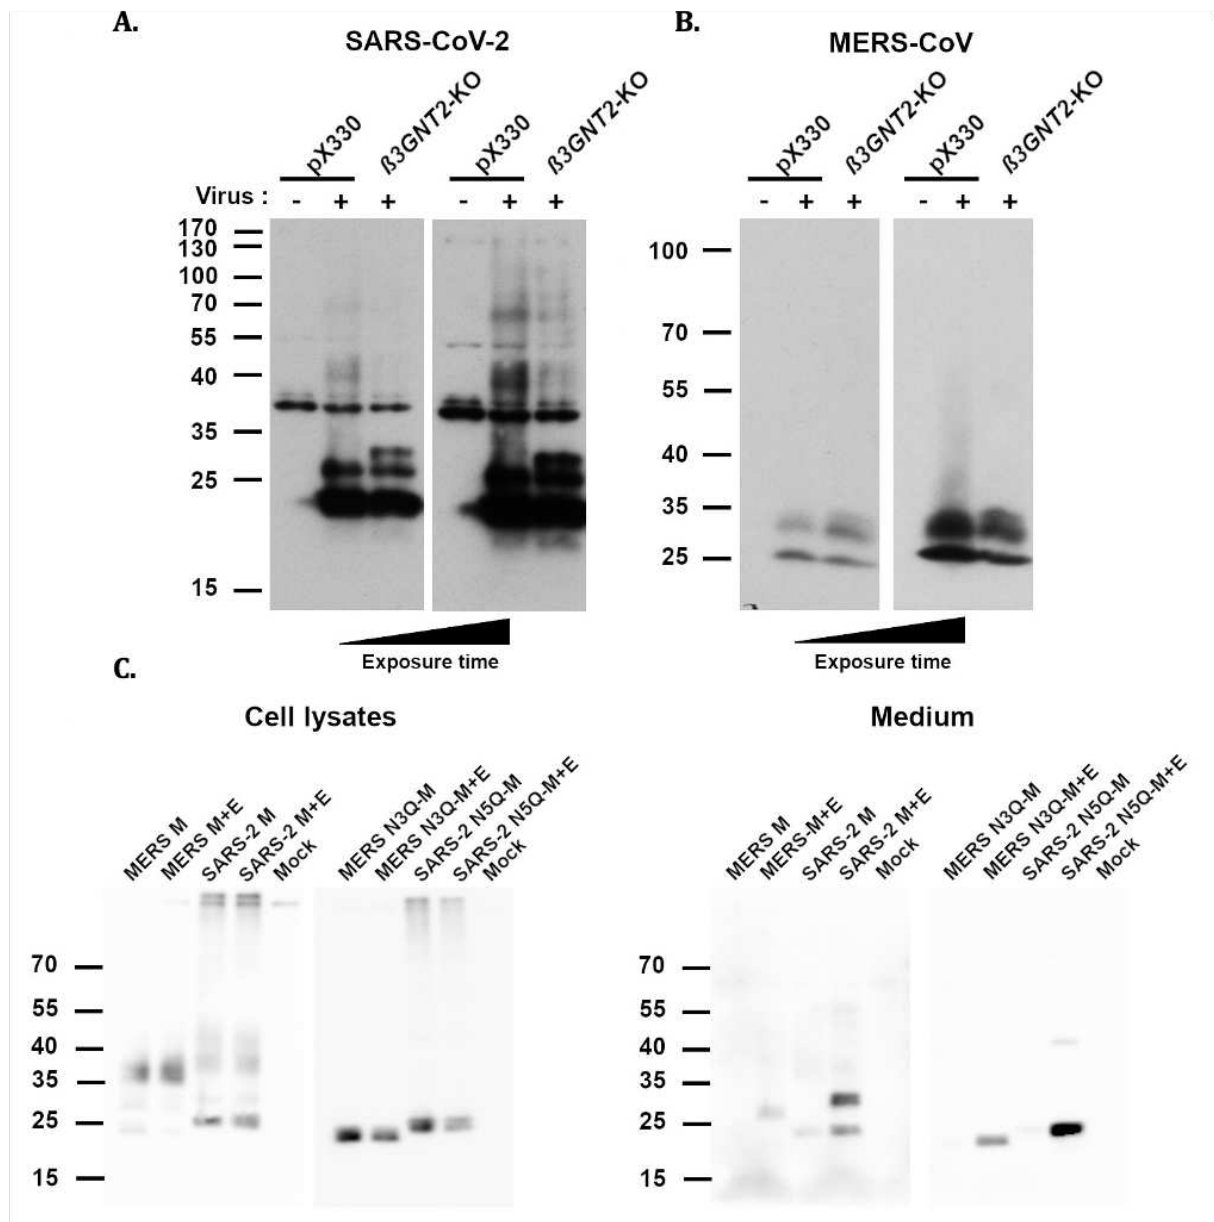 A.
SARS-CoV-2
pX330
ß3GNT2-KO
pX330
ß3GNT2-KO
Virus :
- + + - + +
170
130
100
70
55
40
35
25
15
Exposure time
B.
MERS-CoV
pX330
ß3GNT2-KO
pX330
ß3GNT2-KO
- + + - + +
100
70
55
40
35
25
Exposure time
C.
Cell lysates
MERS M
MERS M+E
SARS-2 M
SARS-2 M+E
Mock
MERS N3Q-M
MERS N3Q-M+E
SARS-2 N5Q-M
SARS-2 N5Q-M+E
Mock
70
55
40
35
25
15
Medium
MERS M
MERS-M+E
SARS-2 M
SARS-2 M+E
Mock
MERS N3Q-M
MERS N3Q-M+E
SARS-2 N5Q-M
SARS-2 N5Q-M+E
Mock
70
55
40
35
25
15